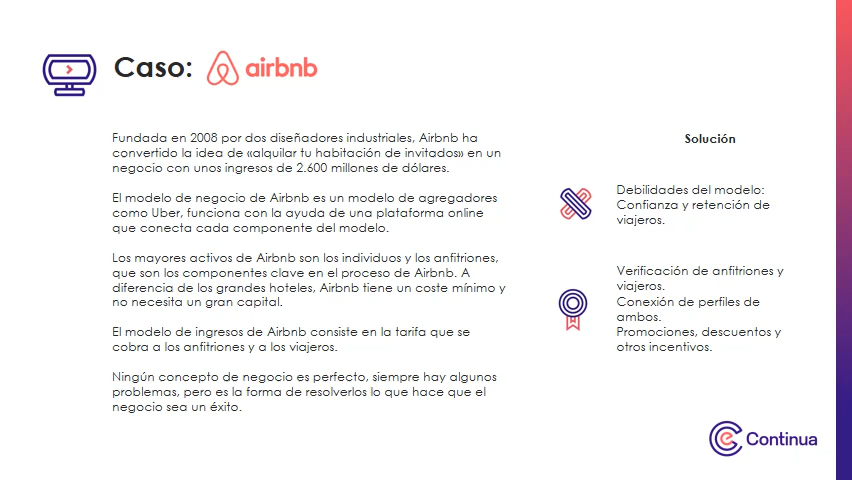 Caso: airbnb
Fundada en 2008 por dos diseñadores industriales, Airbnb ha
convertido la idea de «alquilar tu habitación de invitados» en un
negocio con unos ingresos de 2.600 millones de dólares.
El modelo de negocio de Airbnb es un modelo de agregadores
como Uber, funciona con la ayuda de una plataforma online
que conecta cada componente del modelo.
Los mayores activos de Airbnb son los individuos y los anfitriones,
que son los componentes clave en el proceso de Airbnb. A
diferencia de los grandes hoteles, Airbnb tiene un coste mínimo y
no necesita un gran capital.
El modelo de ingresos de Airbnb consiste en la tarifa que se
cobra a los anfitriones y a los viajeros.
Ningún concepto de negocio es perfecto, siempre hay algunos
problemas, pero es la forma de resolverlos lo que hace que el
negocio sea un éxito.
Solución
Debilidades del modelo:
Confianza y retención de
viajeros.
Verificación de anfitriones y
viajeros.
Conexión de perfiles de
ambos.
Promociones, descuentos y
otros incentivos.
Continua